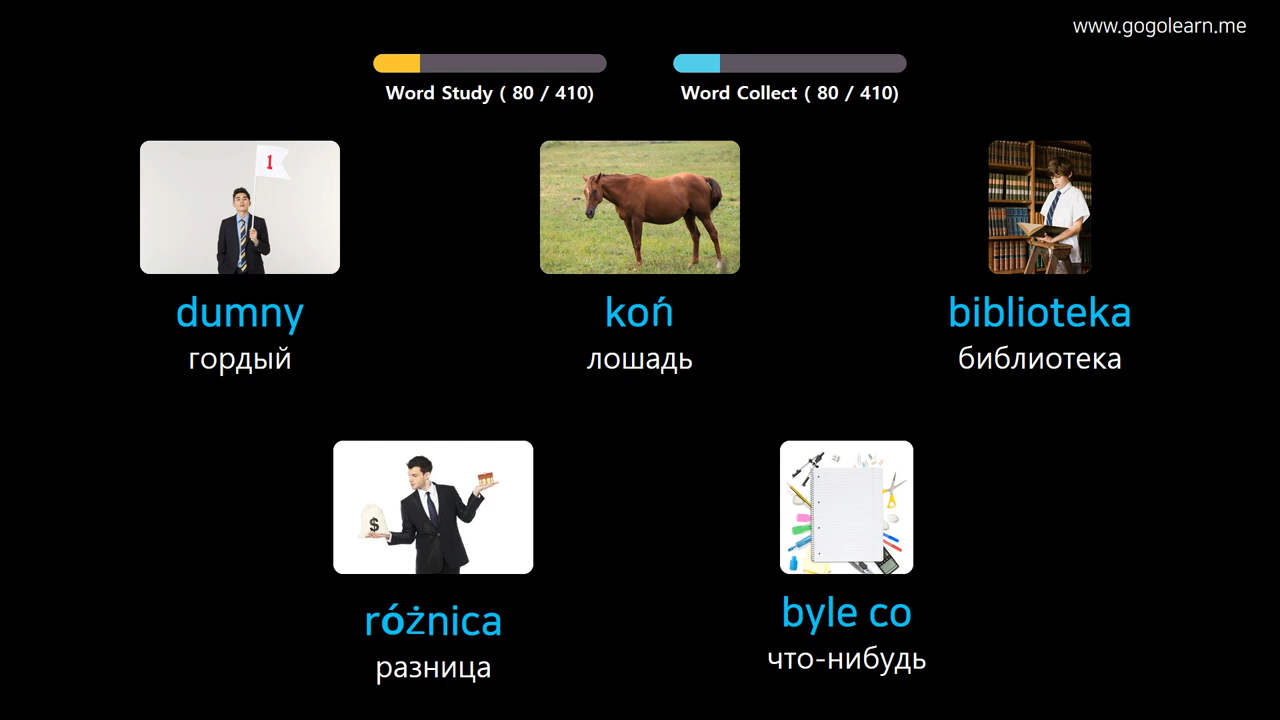 www.gogolearn.me
Word Study ( 80 / 410)
Word Collect ( 80 / 410)
1
dumny
гордый
koń
лошадь
biblioteka
библиотека
$
różnica
разница
byle co
что-нибудь